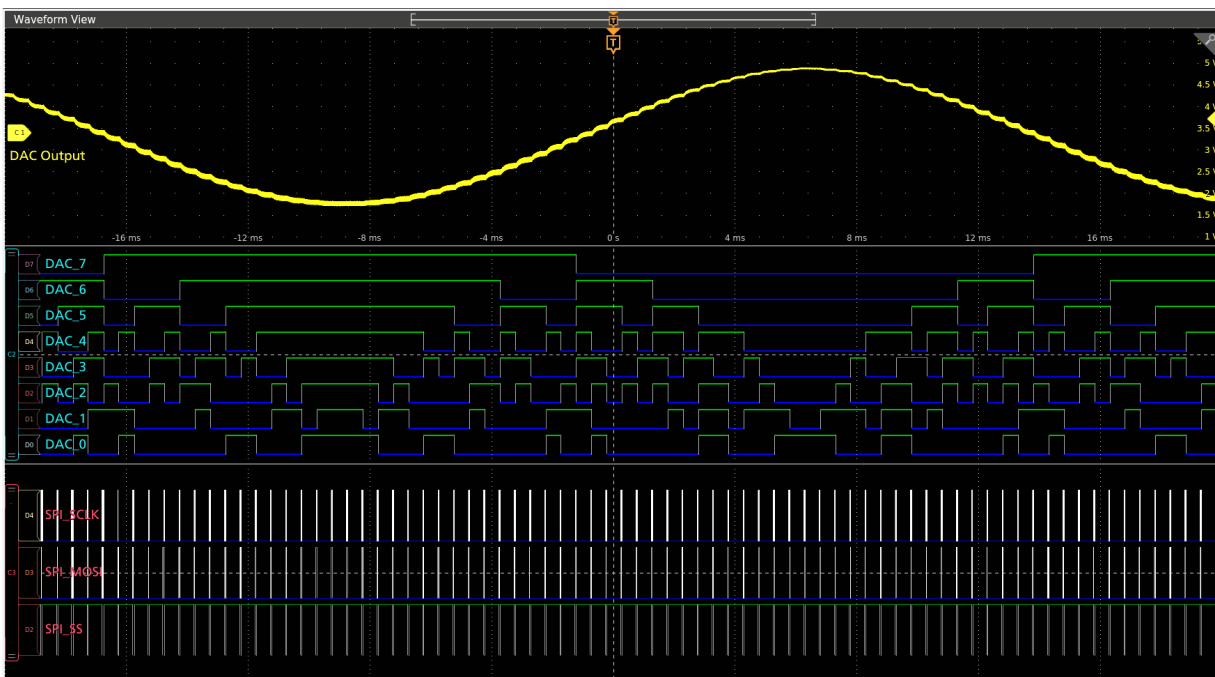 Waveform View
T
T
5 V
4.5 V
4 V
C 1
3.5 V
DAC Output
3 V
2.5 V
2 V
1.5 V
-16 ms -12 ms -8 ms -4 ms 0 s 4 ms 8 ms 12 ms 16 ms 1 V
D7 DAC_7
D6 DAC_6
D5 DAC_5
D4 DAC_4
C2
D3 DAC_3
D2 DAC_2
D1 DAC_1
D0 DAC_0
D4 SPI_SCLK
C3 D3 SPI_MOSI
D2 SPI_SS